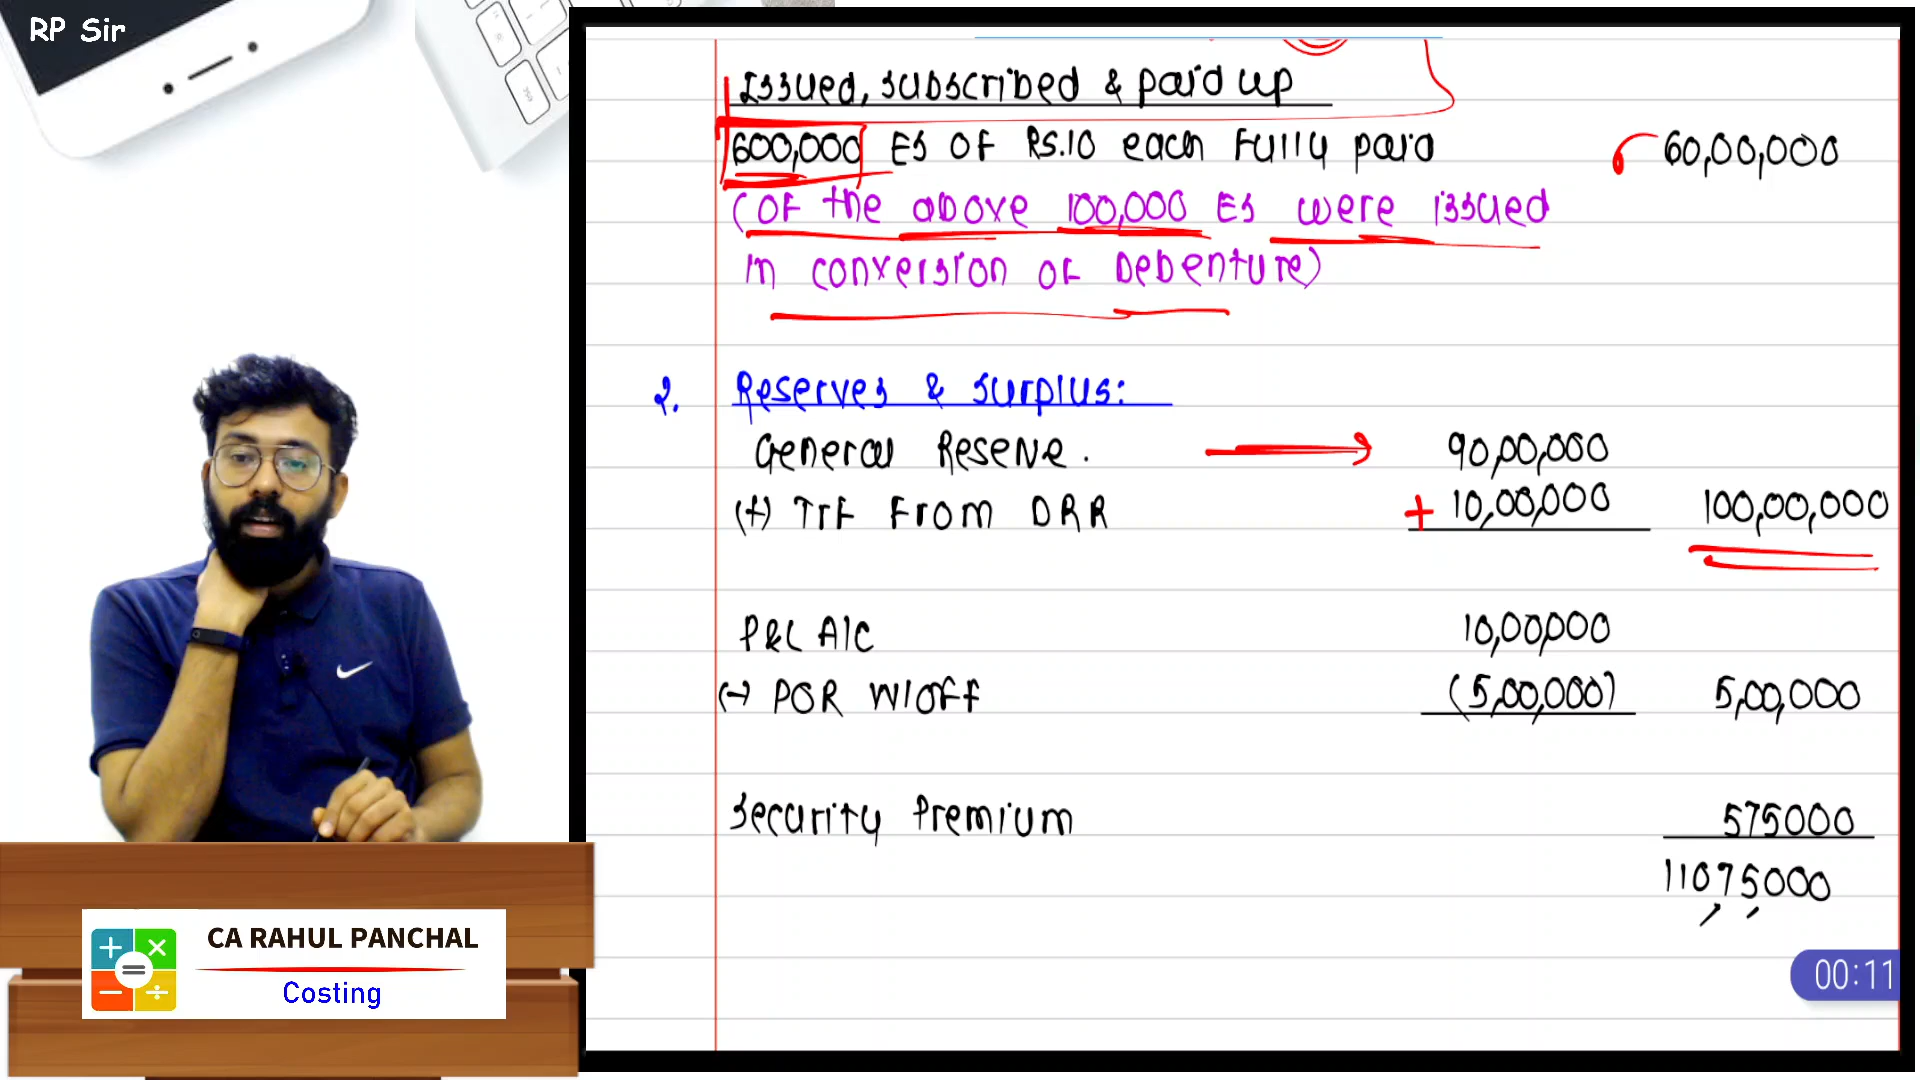 RP Sir
Issued, subscribed & paid up
600,000 ES OF RS.10 each Fully paid 60,00,000
(OF the above 100,000 ES were issued
in conversion of Debenture)
2. Reserves & Surplus:
General Reserve. 90,00,000
(+) TrF From DRR + 10,00,000 100,00,000
P&L A/C 10,00,000
(-) POR W/OFF (5,00,000) 5,00,000
Security Premium 575000
11075000
CA RAHUL PANCHAL
Costing
00:11